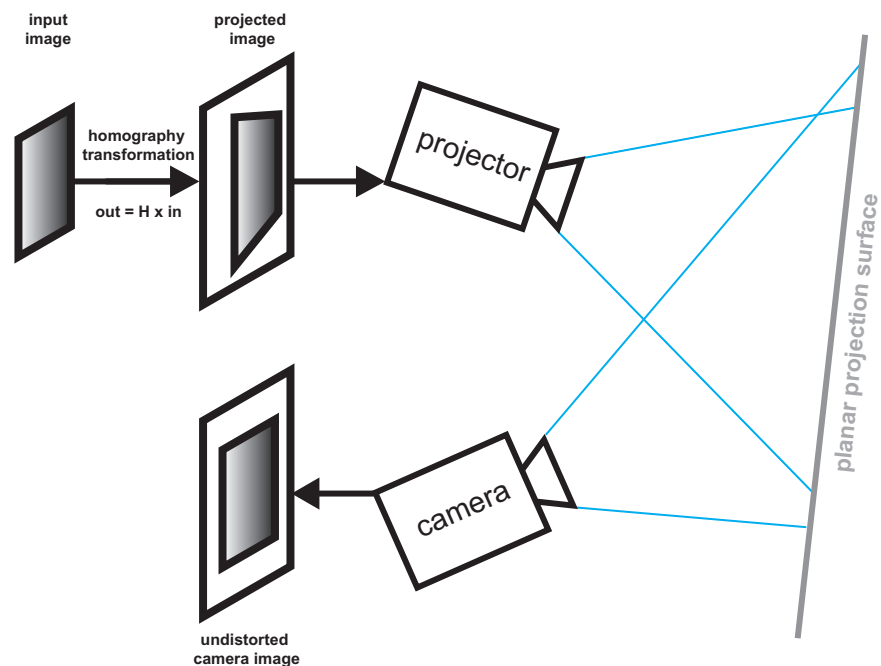 input
image
projected
image
homography
transformation
out = H x in
projector
planar projection surface
camera
undistorted
camera image